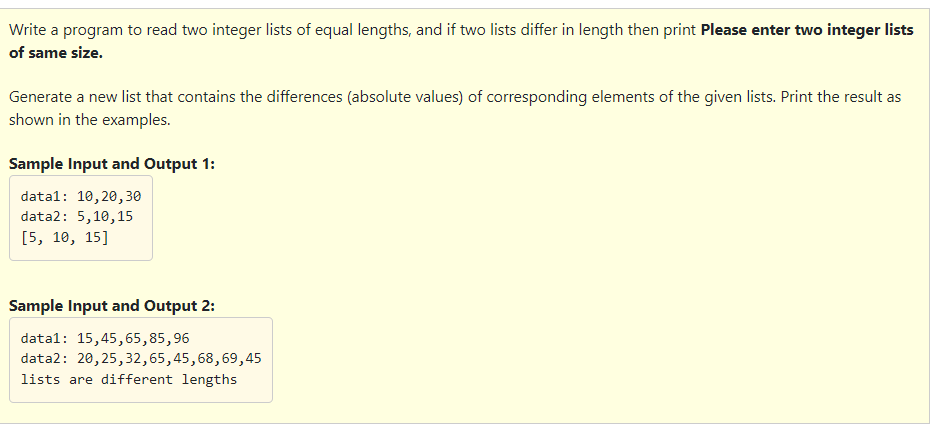 Write a program to read two integer lists of equal lengths, and if two lists differ in length then print Please enter two integer lists
of same size.
Generate a new list that contains the differences (absolute values) of corresponding elements of the given lists. Print the result as
shown in the examples.
Sample Input and Output 1:
data1: 10,20,30
data2: 5,10,15
[5, 10, 15]
Sample Input and Output 2:
data1: 15,45,65,85,96
data2: 20,25,32,65,45,68,69,45
lists are different lengths